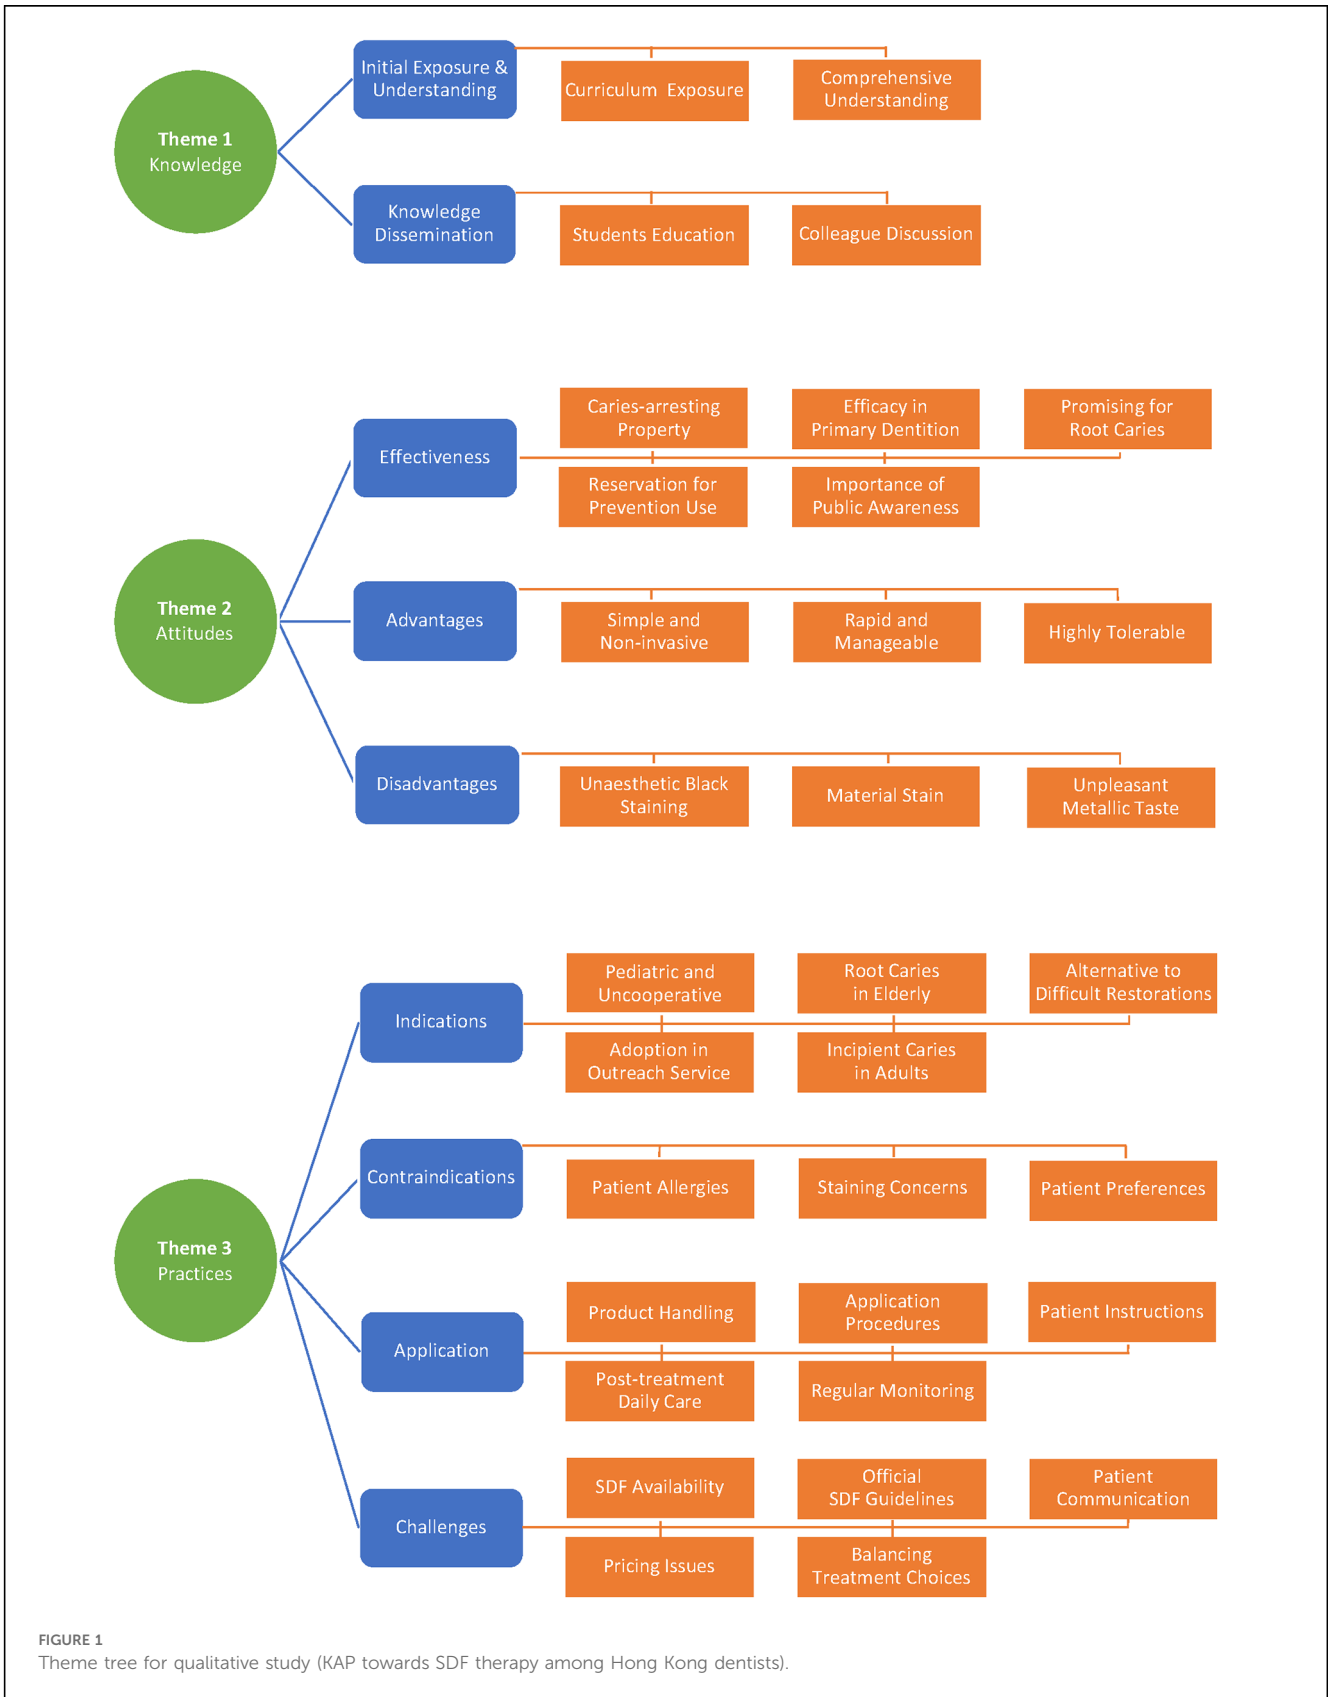 Theme 1
Knowledge
Initial Exposure &
Understanding
Curriculum Exposure
Comprehensive
Understanding
Knowledge
Dissemination
Students Education
Colleague Discussion
Theme 2
Attitudes
Effectiveness
Caries-arresting
Property
Efficacy in
Primary Dentition
Promising for
Root Caries
Reservation for
Prevention Use
Importance of
Public Awareness
Advantages
Simple and
Non-invasive
Rapid and
Manageable
Highly Tolerable
Disadvantages
Unaesthetic Black
Staining
Material Stain
Unpleasant
Metallic Taste
Theme 3
Practices
Indications
Pediatric and
Uncooperative
Root Caries
in Elderly
Alternative to
Difficult Restorations
Adoption in
Outreach Service
Incipient Caries
in Adults
Contraindications
Patient Allergies
Staining Concerns
Patient Preferences
Application
Product Handling
Application
Procedures
Patient Instructions
Post-treatment
Daily Care
Regular Monitoring
Challenges
SDF Availability
Official
SDF Guidelines
Patient
Communication
Pricing Issues
Balancing
Treatment Choices
FIGURE 1
Theme tree for qualitative study (KAP towards SDF therapy among Hong Kong dentists).